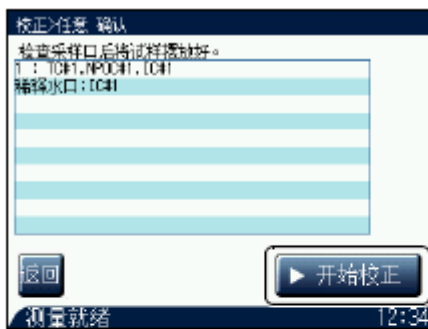 校正>任意 确认
检查采样口后将试样摆放好。
1 : TC#1.NPOC#1.IC#1
稀释水口:IC#1
返回
▶ 开始校正
测量就绪
12:34